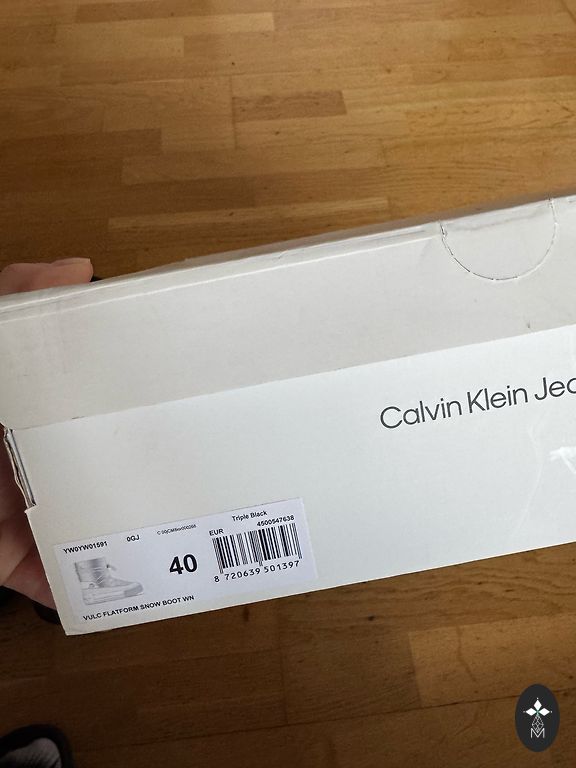 Calvin Klein Jea
YW0YW01591 0GJ
Triple Black
EUR 4500547638
40
8 720639 501397
VULC FLATFORM SNOW BOOT WN
M